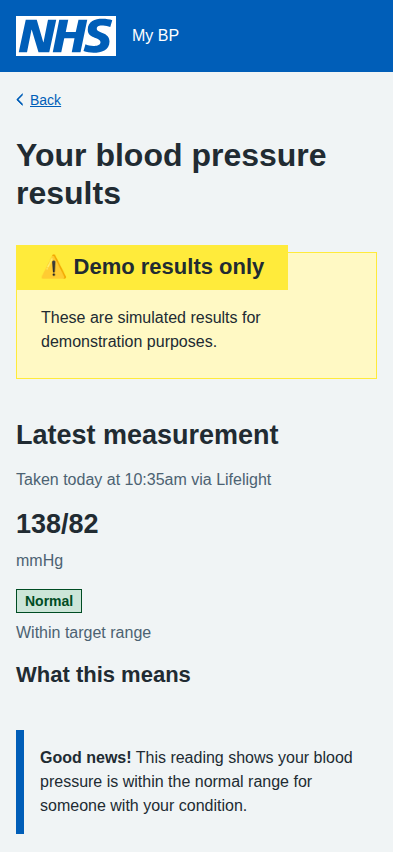 NHS My BP
Back
Your blood pressure
results
⚠️ Demo results only
These are simulated results for
demonstration purposes.
Latest measurement
Taken today at 10:35am via Lifelight
138/82
mmHg
Normal
Within target range
What this means
Good news! This reading shows your blood
pressure is within the normal range for
someone with your condition.